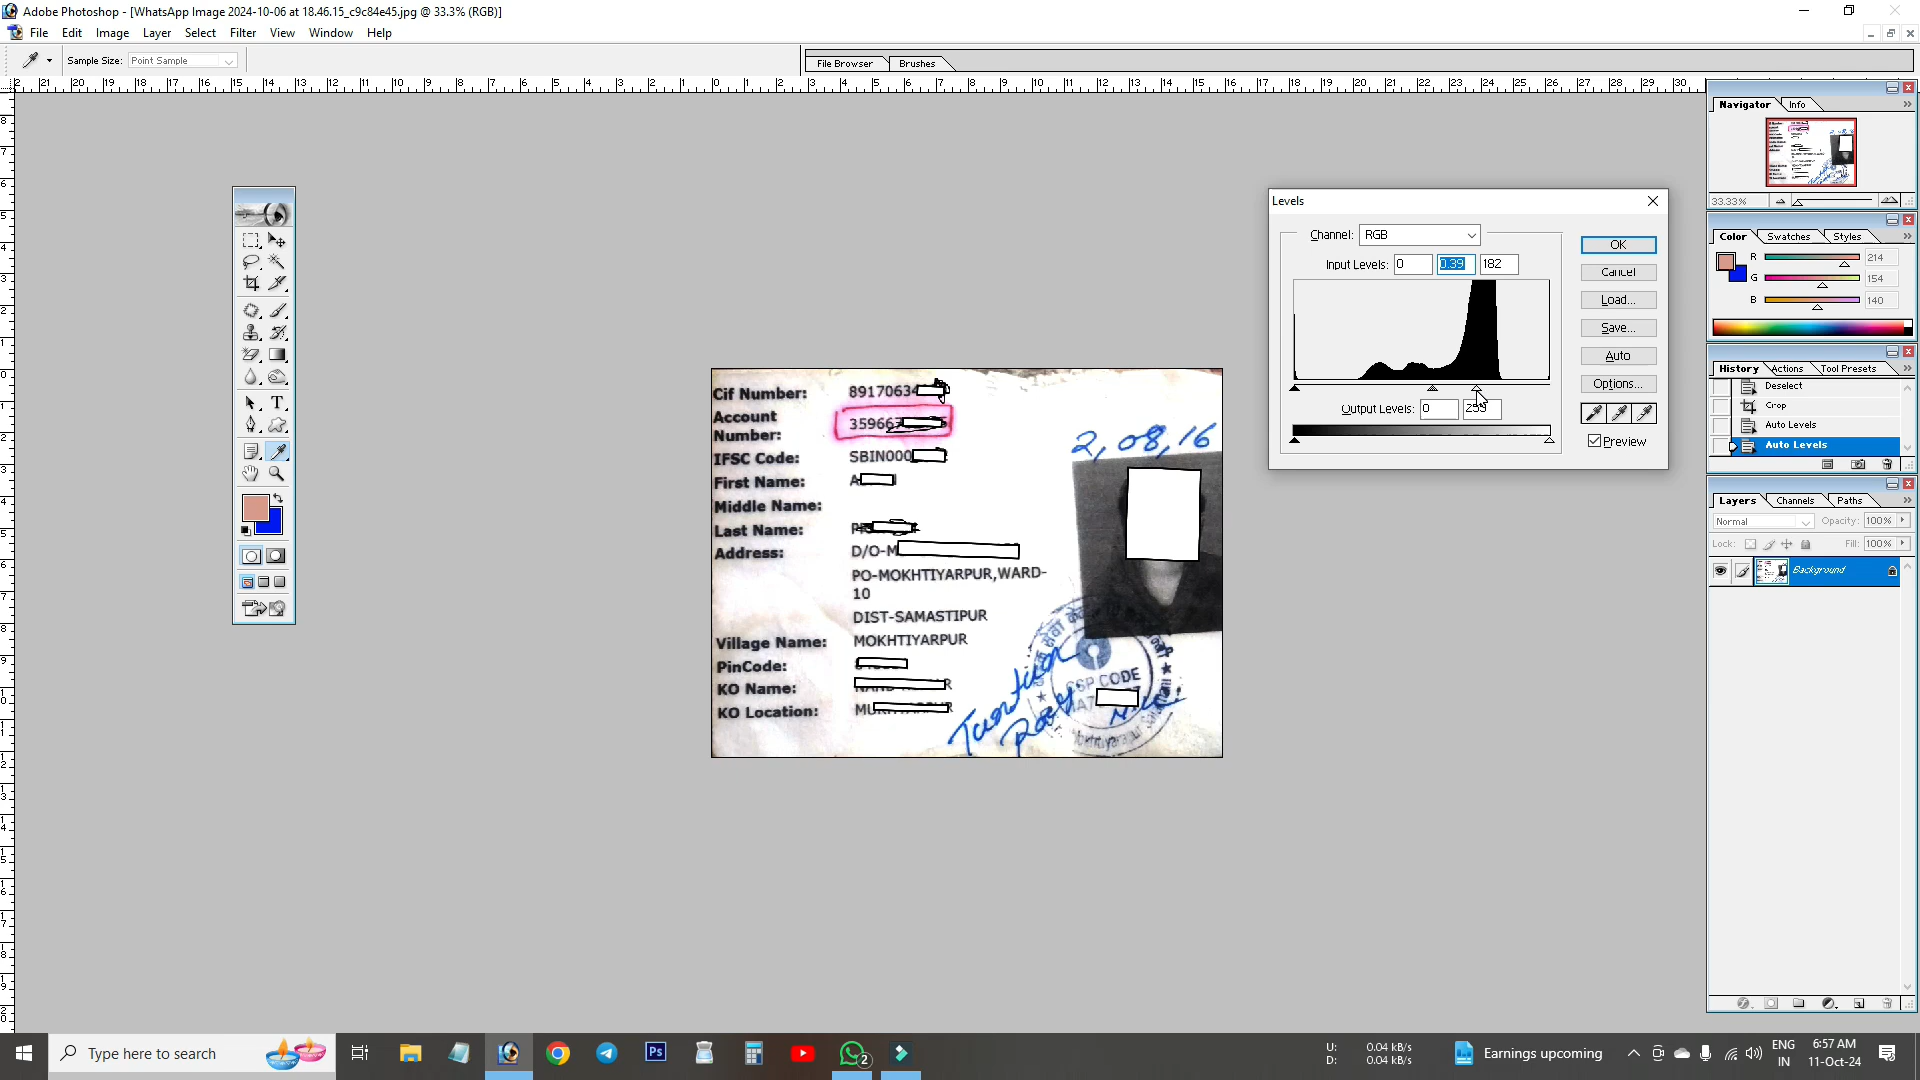 Adobe Photoshop - [WhatsApp Image 2024-10-06 at 18.46.15_c9c84e45.jpg @ 33.3% (RGB)]
File Edit Image Layer Select Filter View Window Help
Sample Size: Point Sample
File Browser Brushes
Navigator Info
33.33%
Color Swatches Styles
R 214
G 154
B 140
History Actions Tool Presets
Deselect
Crop
Auto Levels
Auto Levels
Layers Channels Paths
Normal Opacity: 100%
Lock: Fill: 100%
Background
Levels
Channel: RGB
Input Levels: 0 0.39 182
Output Levels: 0 255
OK
Cancel
Load...
Save...
Auto
Options...
Preview
Cif Number: 89170634
Account Number: 35966
IFSC Code: SBIN000
First Name: A
Middle Name:
Last Name:
Address: D/O-M
PO-MOKHTIYARPUR,WARD-
10
DIST-SAMASTIPUR
Village Name: MOKHTIYARPUR
PinCode:
KO Name: R
KO Location: MU R
2,08,16
CSP CODE
Type here to search
U: 0.04 kB/s
D: 0.04 kB/s
Earnings upcoming
ENG
IN
6:57 AM
11-Oct-24